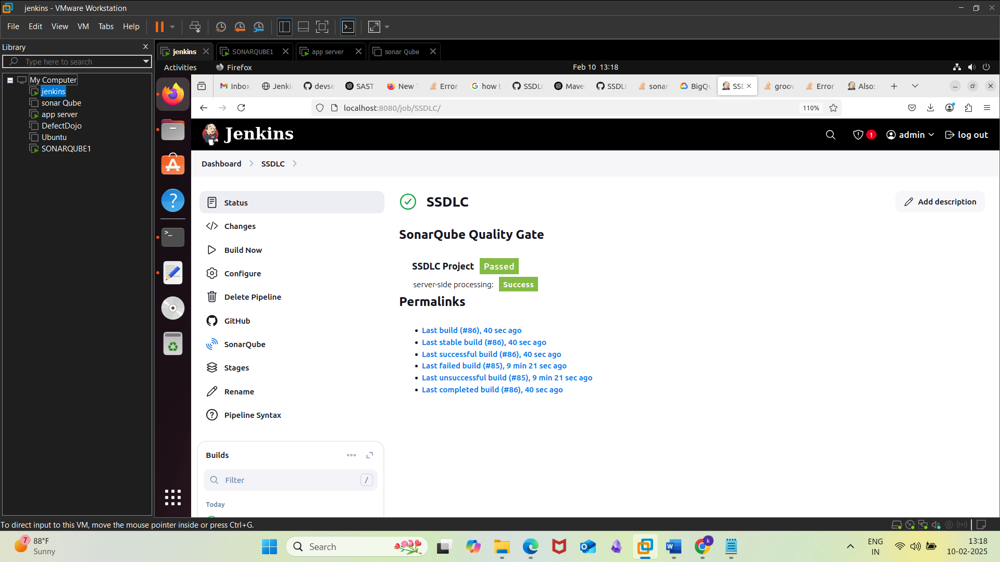 jenkins - VMware Workstation
File Edit View VM Tabs Help
Library
Type here to search
My Computer
jenkins
sonar Qube
app server
DefectDojo
Ubuntu
SONARQUBE1
jenkins SONARQUBE1 app server sonar Qube
Activities Firefox Feb 10 13:18
Inbox Jenki devse SAST New T Error how t SSDLC Maver SSDLC sonar BigQu SSD groov Error Also:
localhost:8080/job/SSDLC/ 110%
Jenkins 1 admin log out
Dashboard SSDLC
Status
Changes
Build Now
Configure
Delete Pipeline
GitHub
SonarQube
Stages
Rename
Pipeline Syntax
Builds
Filter /
Today
SSDLC Add description
SonarQube Quality Gate
SSDLC Project Passed
server-side processing: Success
Permalinks
Last build (#86), 40 sec ago
Last stable build (#86), 40 sec ago
Last successful build (#86), 40 sec ago
Last failed build (#85), 9 min 21 sec ago
Last unsuccessful build (#85), 9 min 21 sec ago
Last completed build (#86), 40 sec ago
To direct input to this VM, move the mouse pointer inside or press Ctrl+G.
7 88°F
Sunny
Search
k
ENG
IN
13:18
10-02-2025